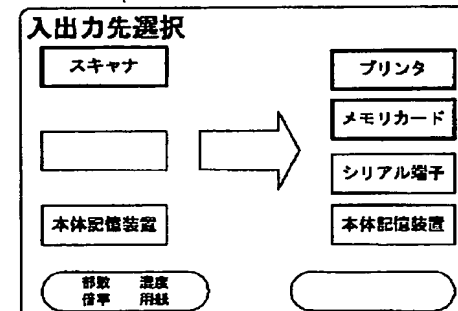 入出力先選択
スキャナ
プリンタ
メモリカード
シリアル端子
本体記憶装置
本体記憶装置
部数 濃度
倍率 用紙